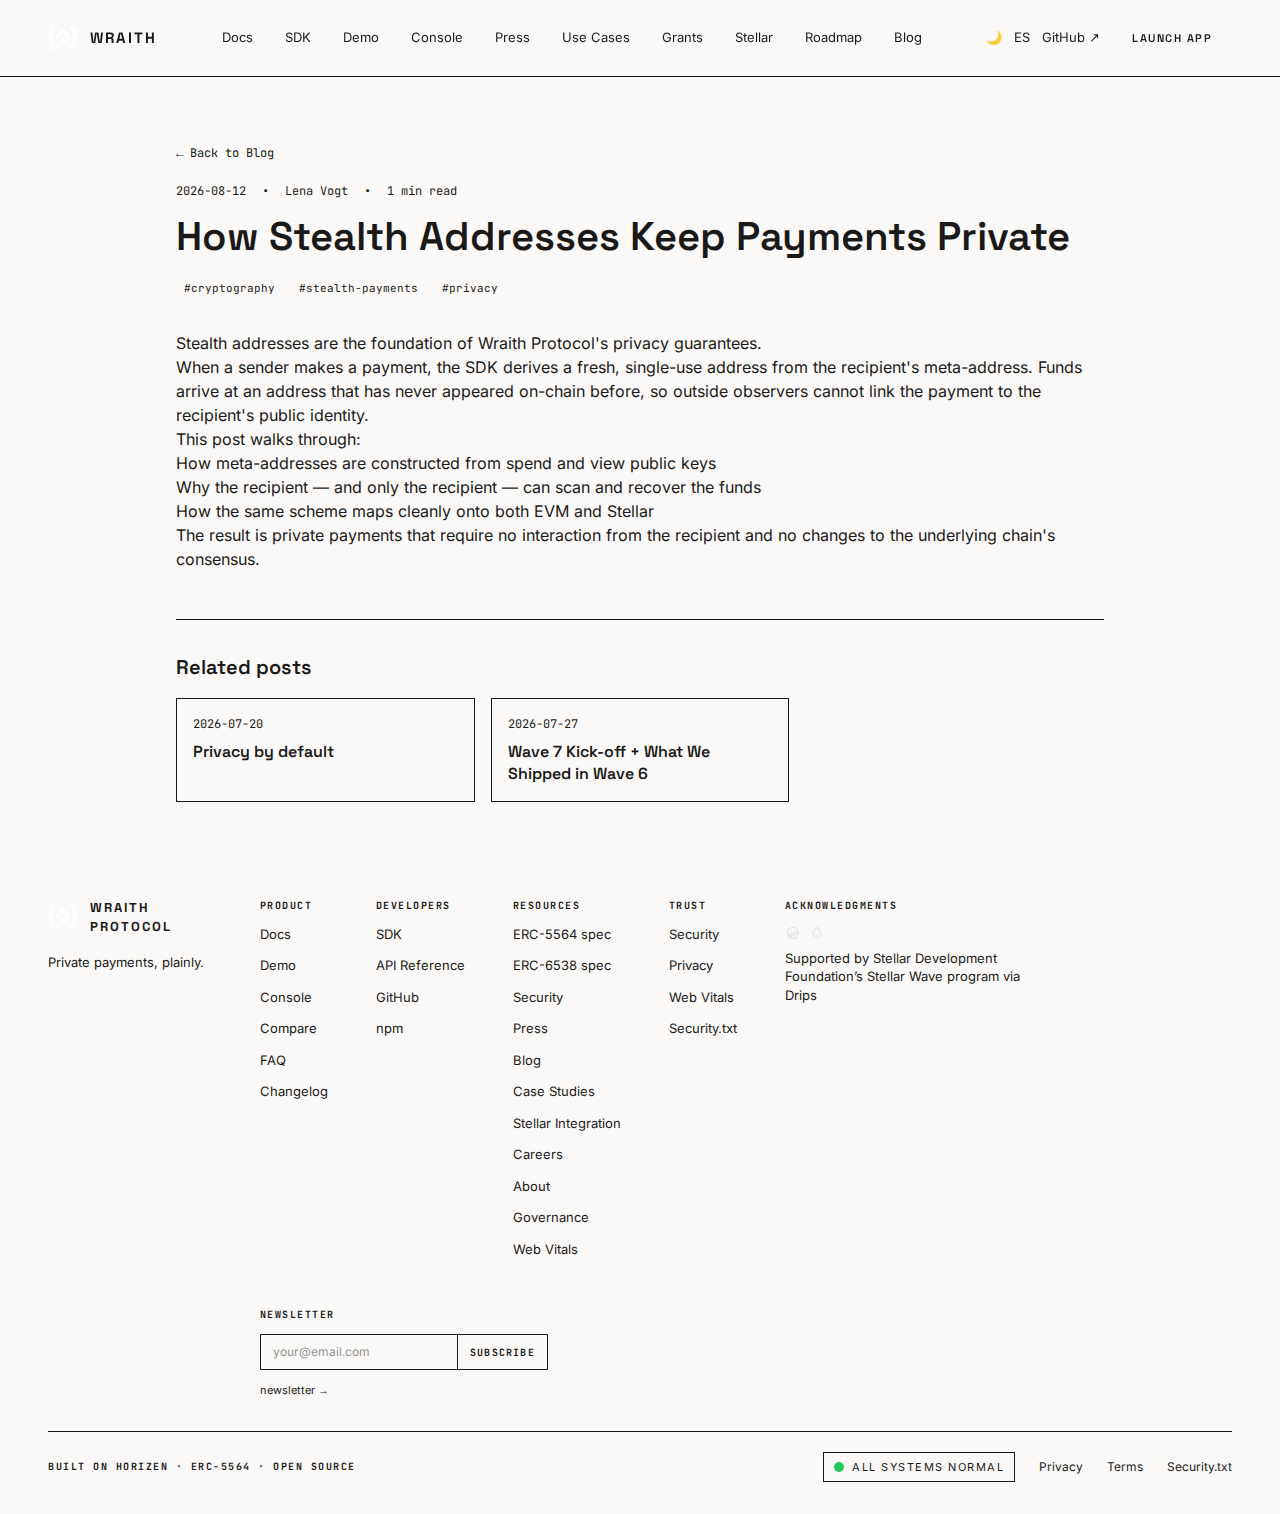 WRAITH
Docs SDK Demo Console Press Use Cases Grants Stellar Roadmap Blog
ES GitHub ↗ LAUNCH APP
← Back to Blog
2026-08-12 • Lena Vogt • 1 min read
How Stealth Addresses Keep Payments Private
#cryptography #stealth-payments #privacy
Stealth addresses are the foundation of Wraith Protocol's privacy guarantees.
When a sender makes a payment, the SDK derives a fresh, single-use address from the recipient's meta-address. Funds
arrive at an address that has never appeared on-chain before, so outside observers cannot link the payment to the
recipient's public identity.
This post walks through:
How meta-addresses are constructed from spend and view public keys
Why the recipient — and only the recipient — can scan and recover the funds
How the same scheme maps cleanly onto both EVM and Stellar
The result is private payments that require no interaction from the recipient and no changes to the underlying chain's
consensus.
Related posts
2026-07-20
Privacy by default
2026-07-27
Wave 7 Kick-off + What We
Shipped in Wave 6
WRAITH
PROTOCOL
Private payments, plainly.
PRODUCT
Docs
Demo
Console
Compare
FAQ
Changelog
DEVELOPERS
SDK
API Reference
GitHub
npm
RESOURCES
ERC-5564 spec
ERC-6538 spec
Security
Press
Blog
Case Studies
Stellar Integration
Careers
About
Governance
Web Vitals
TRUST
Security
Privacy
Web Vitals
Security.txt
ACKNOWLEDGMENTS
Supported by Stellar Development
Foundation’s Stellar Wave program via
Drips
NEWSLETTER
your@email.com SUBSCRIBE
newsletter →
BUILT ON HORIZEN · ERC-5564 · OPEN SOURCE
ALL SYSTEMS NORMAL Privacy Terms Security.txt